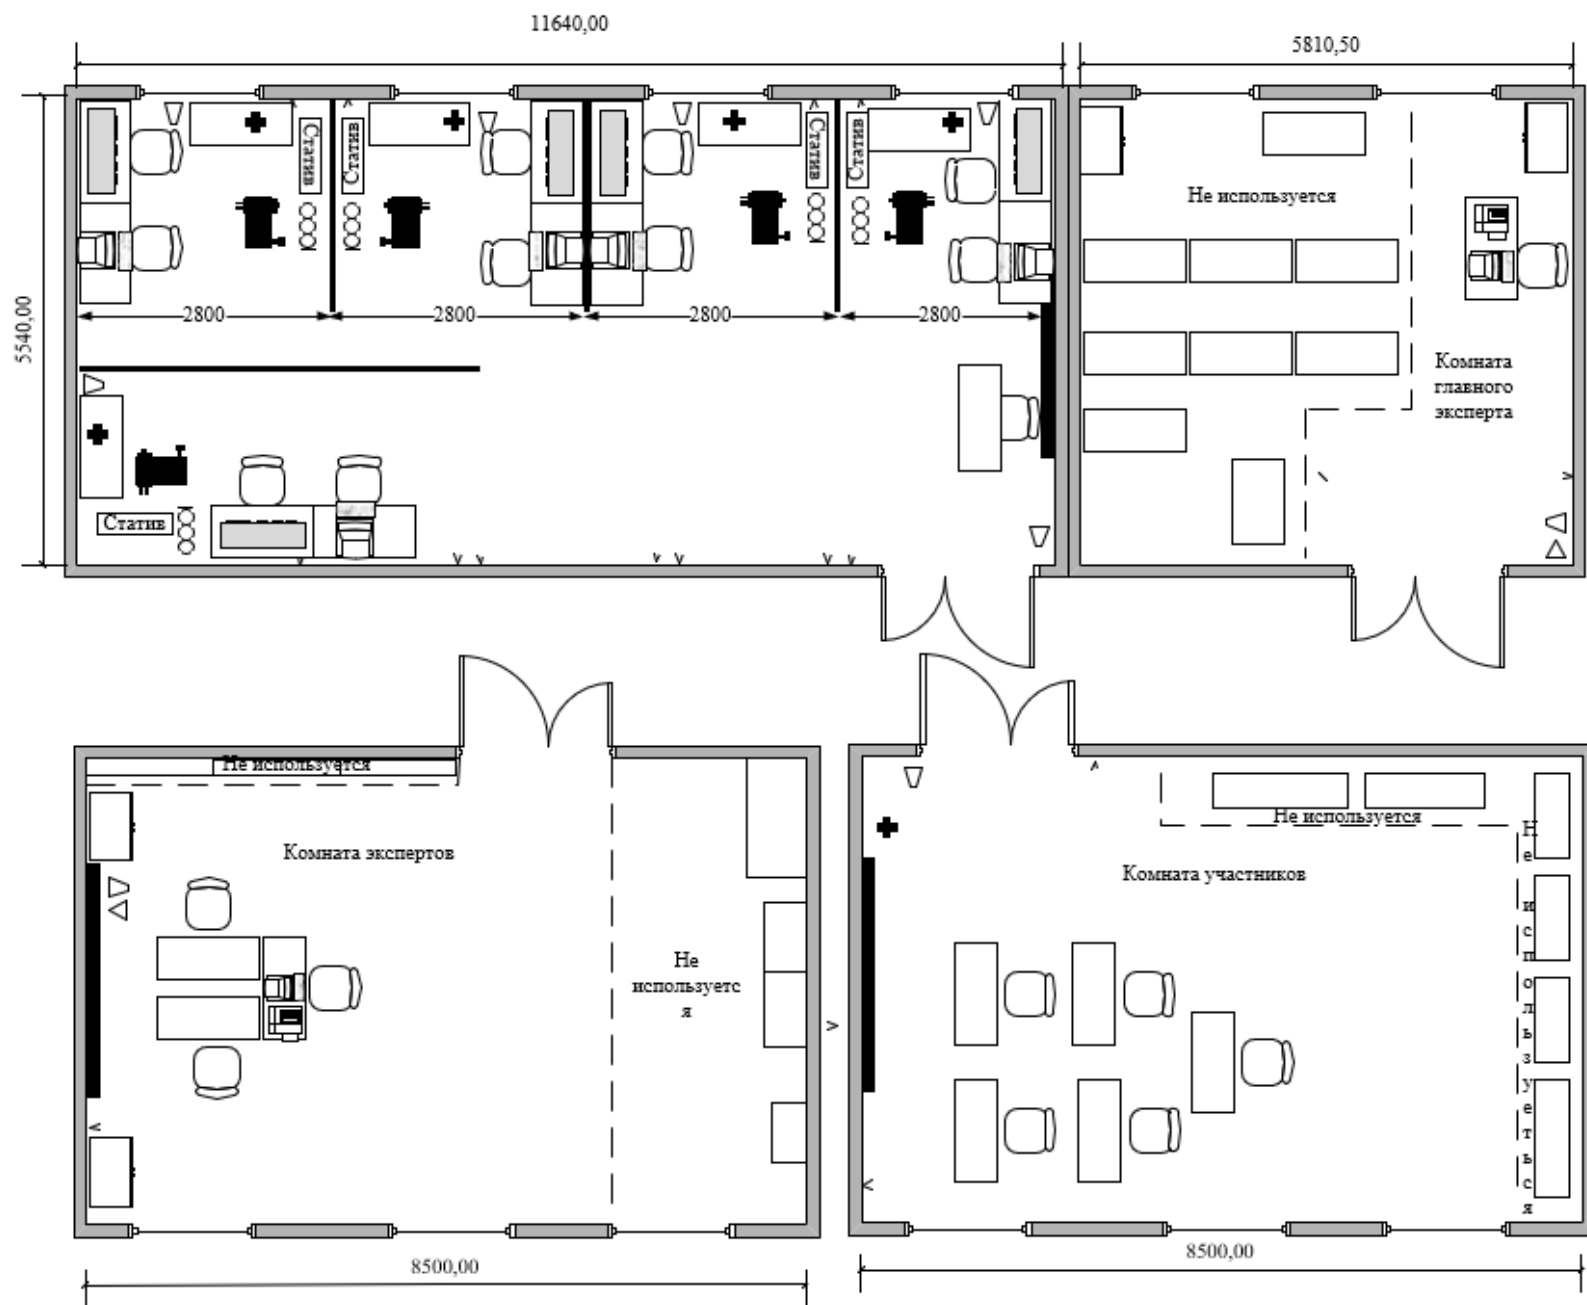 11640,00
5810,50
Статив
Статив
Статив
Статив
Не используется
5540,00
2800
2800
2800
2800
Комната
главного
эксперта
Статив
Не используется
Комната экспертов
Не
используетс
я
Не используется
Комната участников
Не используеться
8500,00
8500,00